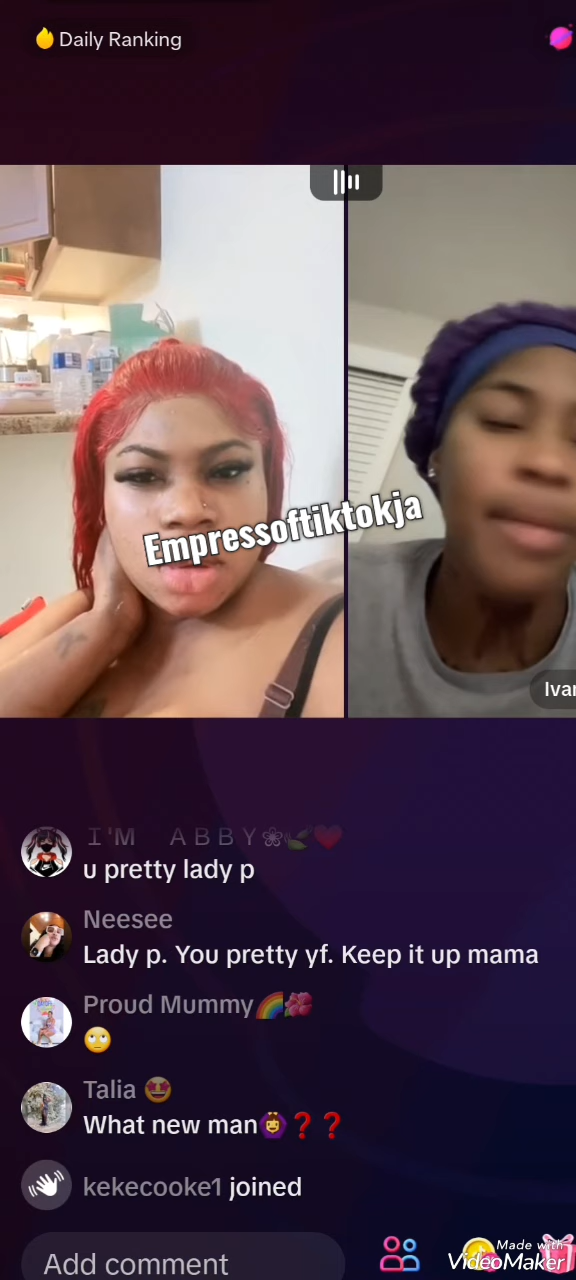 Daily Ranking
Empressoftiktokja
Ivan
I'M ABBY
u pretty lady p
Neesee
Lady p. You pretty yf. Keep it up mama
Proud Mummy
Talia
What new man❓❓
kekecooke1 joined
Add comment
Made with
VideoMaker